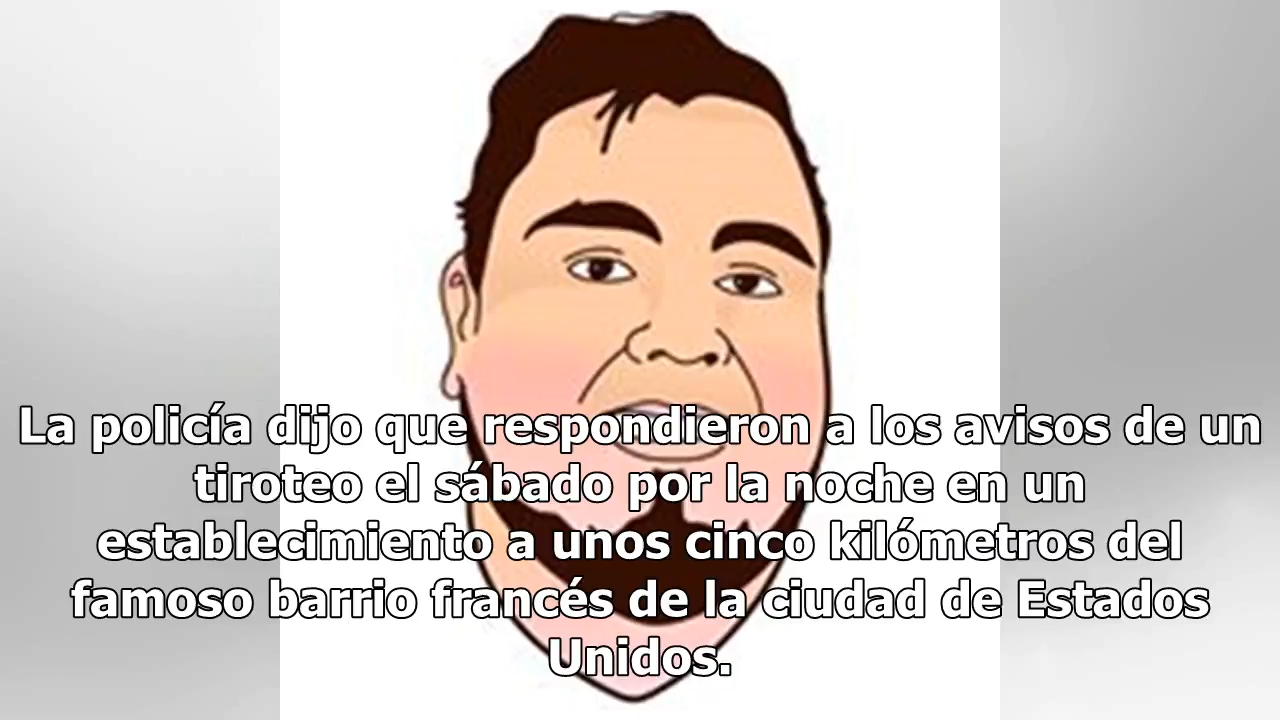 La policía dijo que respondieron a los avisos de un
tiroteo el sábado por la noche en un
establecimiento a unos cinco kilómetros del
famoso barrio francés de la ciudad de Estados
Unidos.